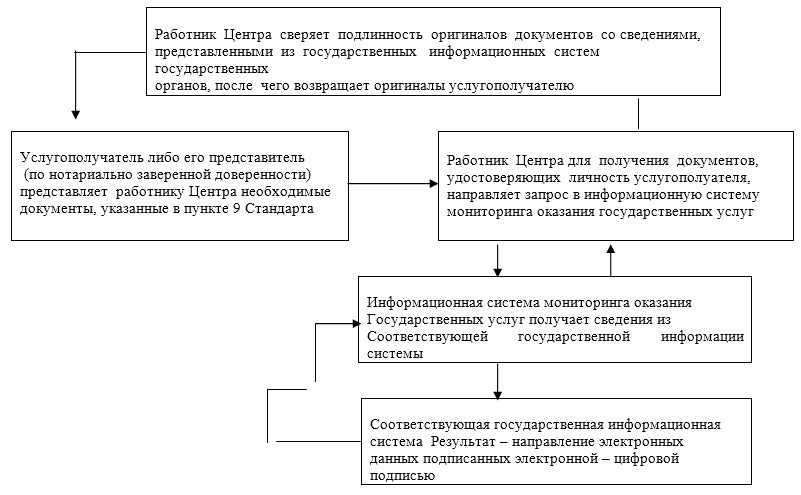 Работник Центра сверяет подлинность оригиналов документов со сведениями,
представленными из государственных информационных систем
государственных
органов, после чего возвращает оригиналы услугополучателю
Услугополучатель либо его представитель
(по нотариально заверенной доверенности)
представляет работнику Центра необходимые
документы, указанные в пункте 9 Стандарта
Работник Центра для получения документов,
удостоверяющих личность услугополуателя,
направляет запрос в информационную систему
мониторинга оказания государственных услуг
Информационная система мониторинга оказания
Государственных услуг получает сведения из
Соответствующей государственной информации
системы
Соответствующая государственная информационная
система Результат – направление электронных
данных подписанных электронной – цифровой
подписью